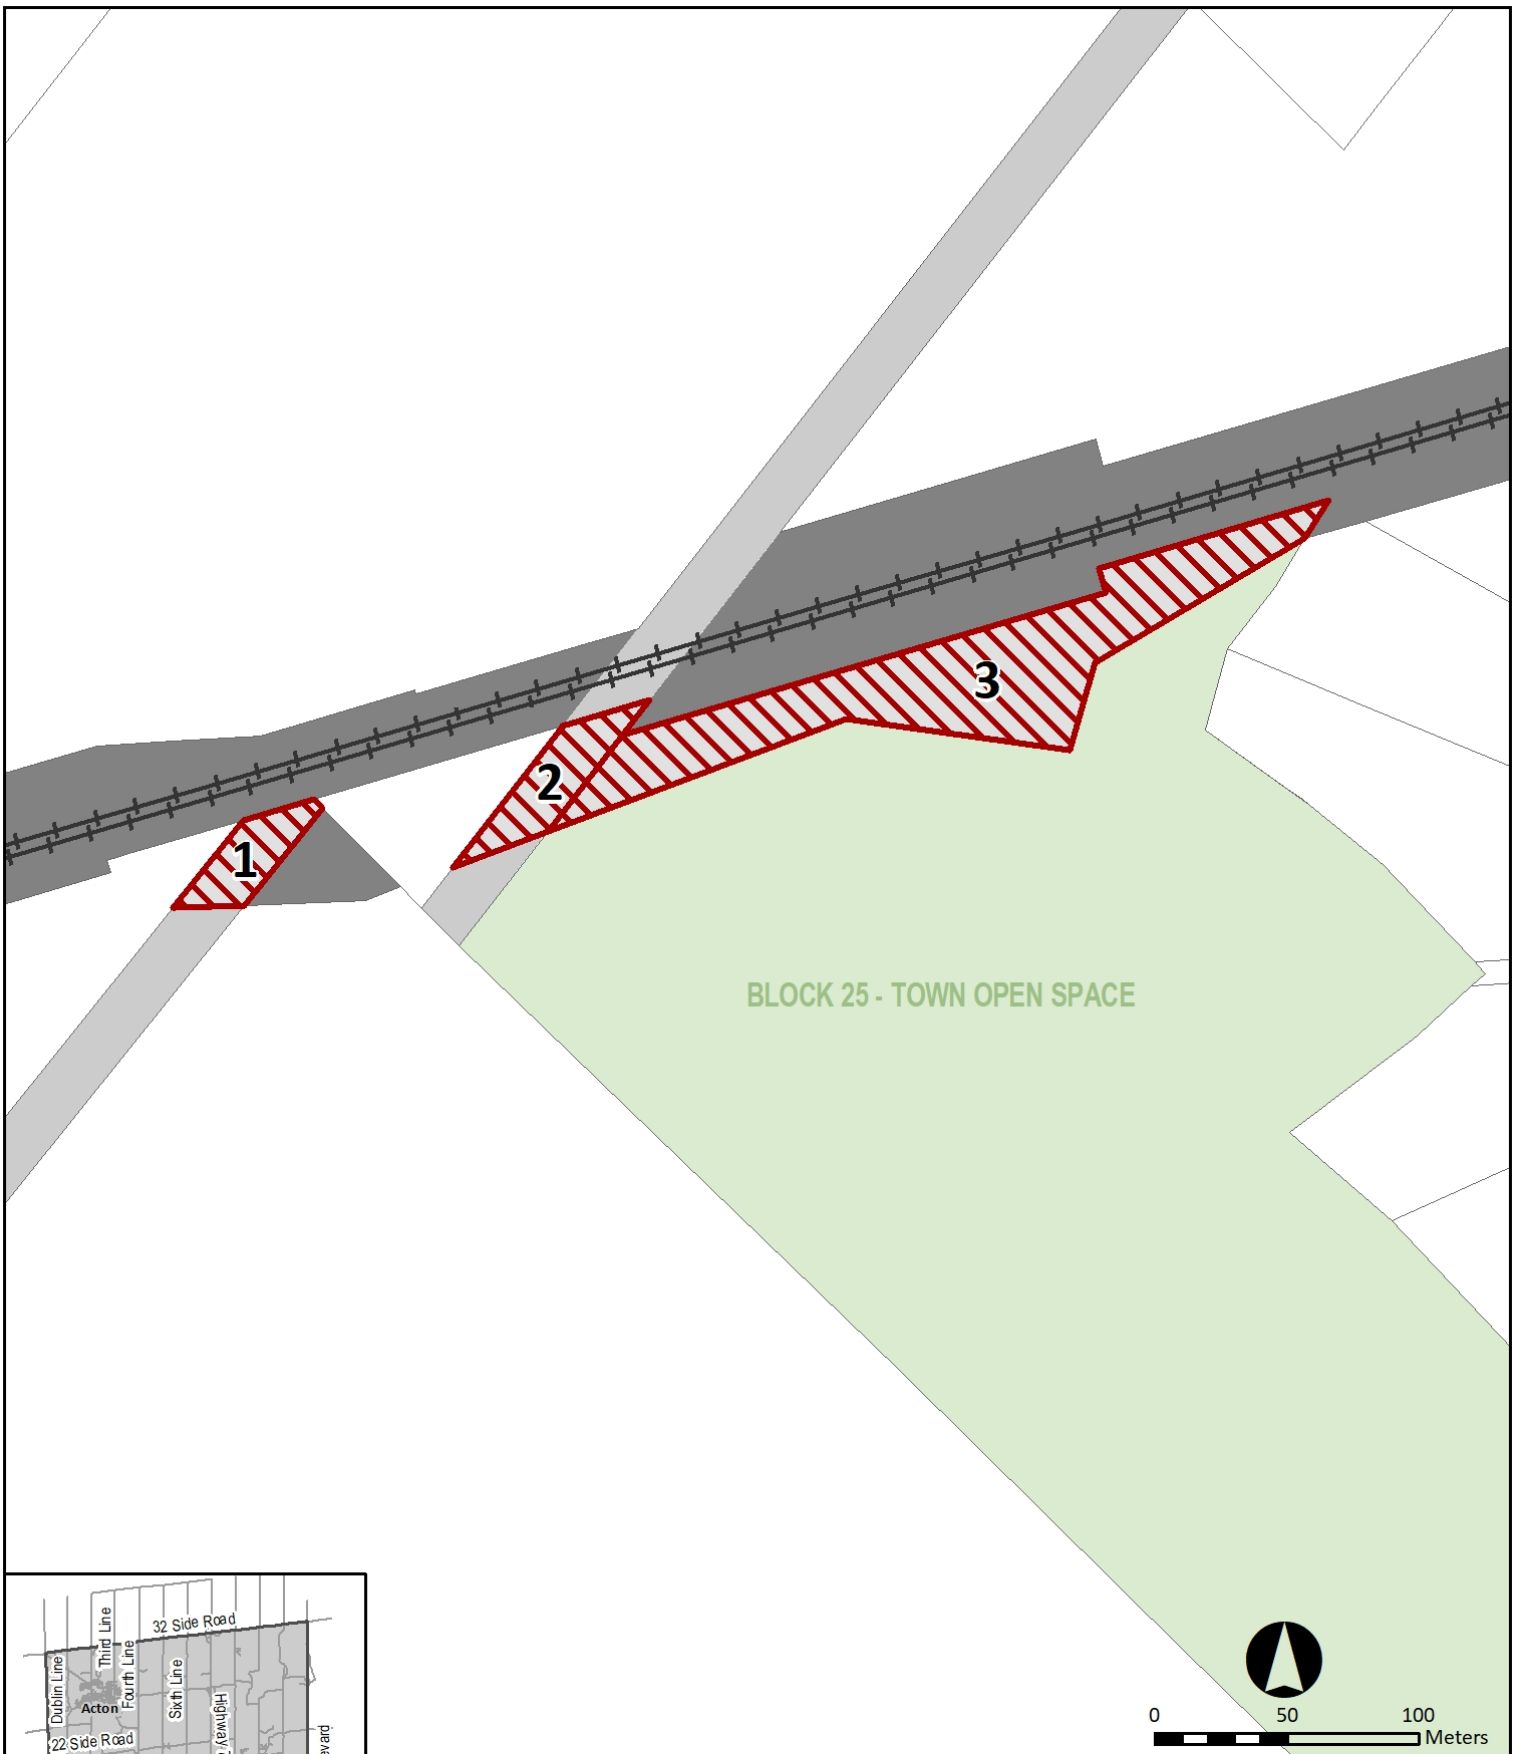 3
2
1
BLOCK 25 - TOWN OPEN SPACE
32 Side Road
Third Line
Fourth Line
Dublin Line
Sixth Line
Acton
Highway
22 Side Road
0 50 100
Meters